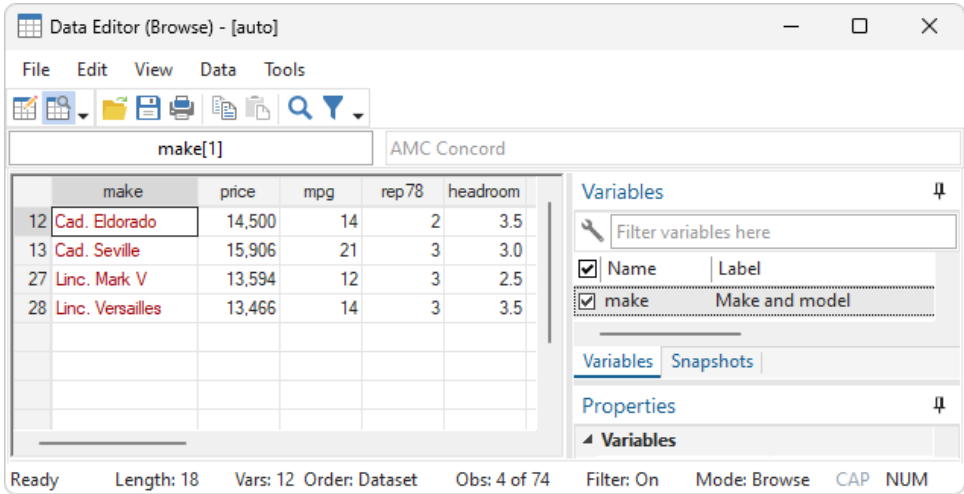 Data Editor (Browse) - [auto]
File Edit View Data Tools
make[1] AMC Concord
make price mpg rep78 headroom
12 Cad. Eldorado 14,500 14 2 3.5
13 Cad. Seville 15,906 21 3 3.0
27 Linc. Mark V 13,594 12 3 2.5
28 Linc. Versailles 13,466 14 3 3.5
Variables
Filter variables here
Name Label
make Make and model
Variables Snapshots
Properties
Variables
Ready Length: 18 Vars: 12 Order: Dataset Obs: 4 of 74 Filter: On Mode: Browse CAP NUM